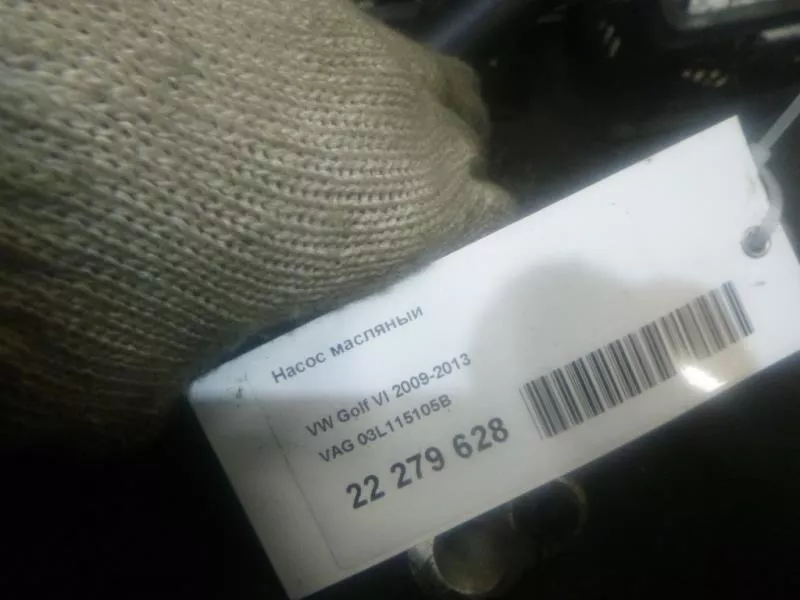 Насос масляный
VW Golf VI 2009-2013
VAG 03L115105B
22 279 628